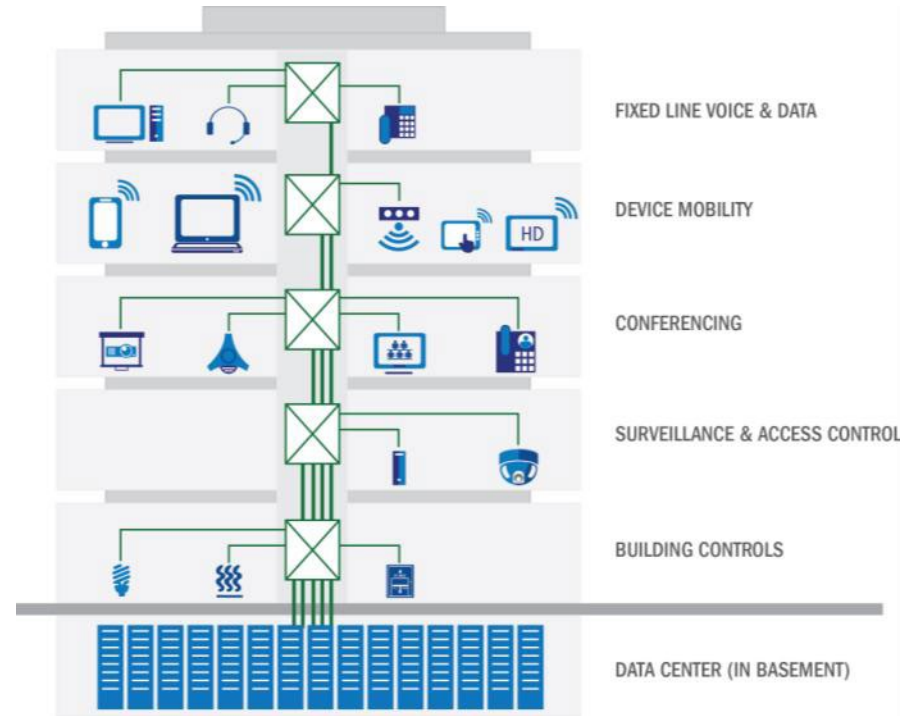 FIXED LINE VOICE & DATA
DEVICE MOBILITY
HD
CONFERENCING
SURVEILLANCE & ACCESS CONTROL
BUILDING CONTROLS
DATA CENTER (IN BASEMENT)